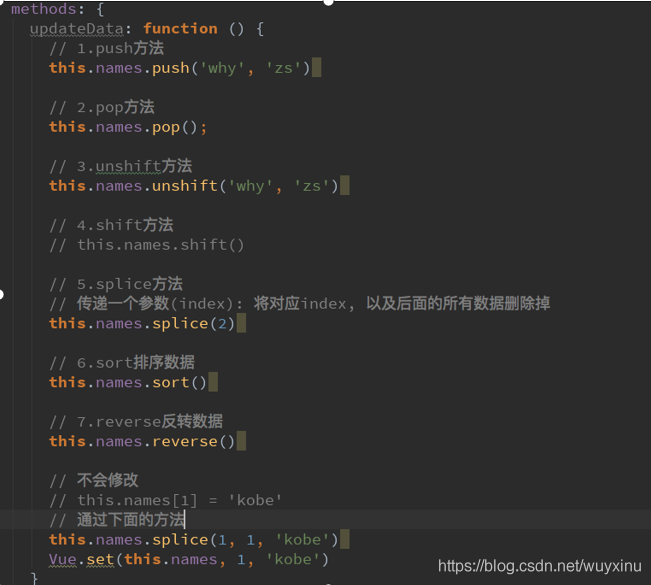 methods: {
updateData: function () {
// 1.push方法
this.names.push('why', 'zs')
// 2.pop方法
this.names.pop();
// 3.unshift方法
this.names.unshift('why', 'zs')
// 4.shift方法
// this.names.shift()
// 5.splice方法
// 传递一个参数(index): 将对应index, 以及后面的所有数据删除掉
this.names.splice(2)
// 6.sort排序数据
this.names.sort()
// 7.reverse反转数据
this.names.reverse()
// 不会修改
// this.names[1] = 'kobe'
// 通过下面的方法
this.names.splice(1, 1, 'kobe')
Vue.set(this.names, 1, 'kobe')
}
https://blog.csdn.net/wuyxinu